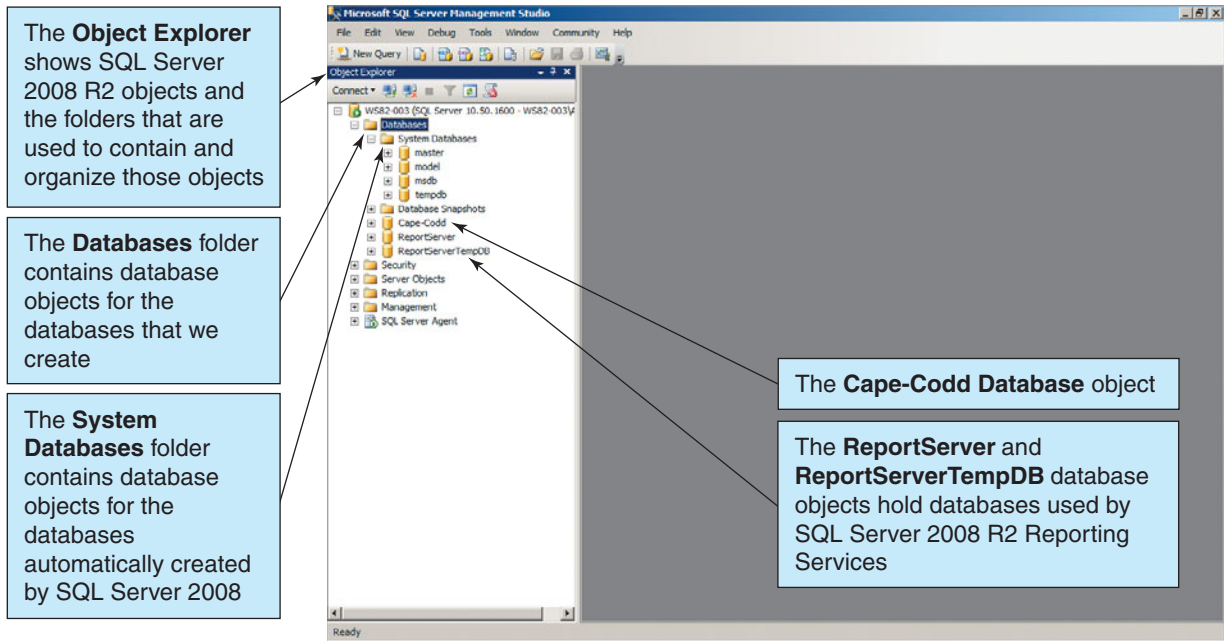 The Object Explorer
shows SQL Server
2008 R2 objects and
the folders that are
used to contain and
organize those objects
The Databases folder
contains database
objects for the
databases that we
create
The System
Databases folder
contains database
objects for the
databases
automatically created
by SQL Server 2008
Microsoft SQL Server Management Studio
File Edit View Debug Tools Window Community Help
New Query
Object Explorer
Connect
WS82-003 (SQL Server 10.50.1600 - WS82-003\A
Databases
System Databases
master
model
msdb
tempdb
Database Snapshots
Cape-Codd
ReportServer
ReportServerTempDB
Security
Server Objects
Replication
Management
SQL Server Agent
Ready
The Cape-Codd Database object
The ReportServer and
ReportServerTempDB database
objects hold databases used by
SQL Server 2008 R2 Reporting
Services